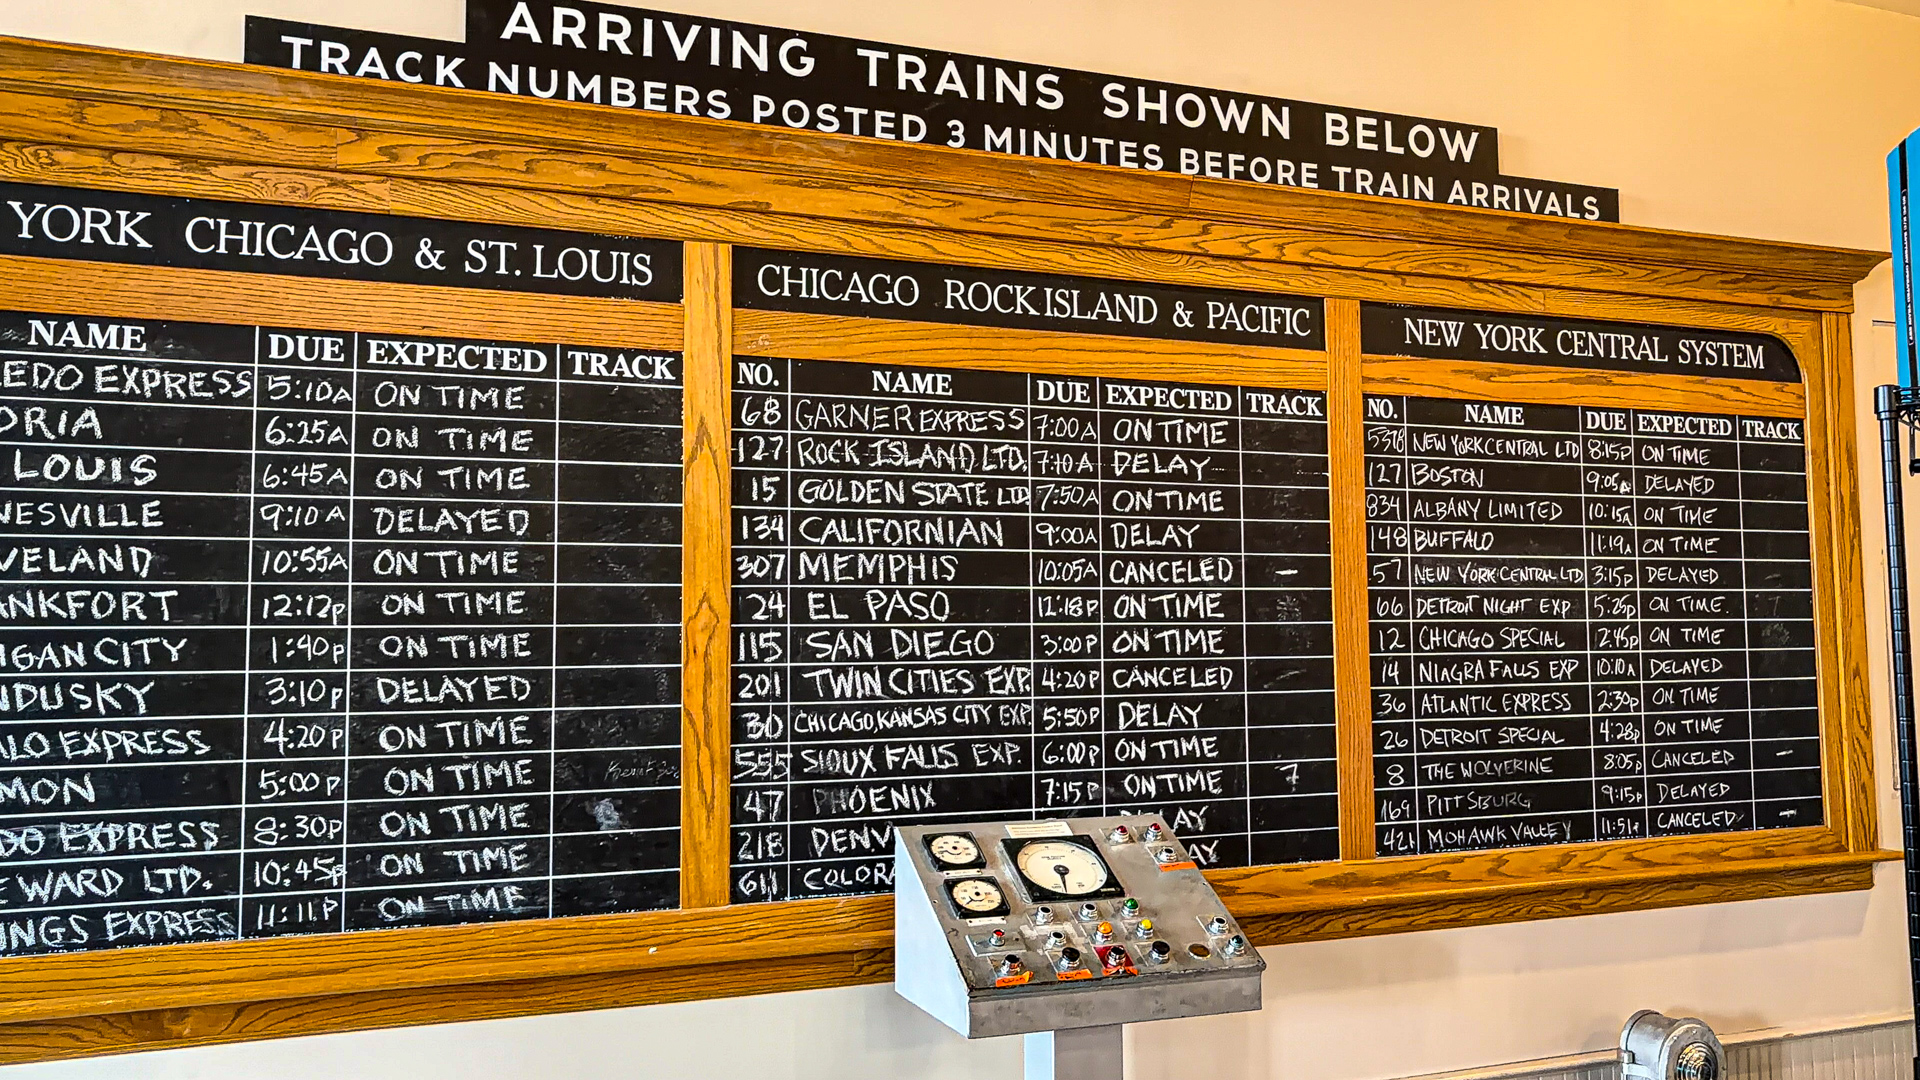 ARRIVING TRAINS SHOWN BELOW
TRACK NUMBERS POSTED 3 MINUTES BEFORE TRAIN ARRIVALS
YORK CHICAGO & ST. LOUIS
NAME DUE EXPECTED TRACK
EDO EXPRESS 5:10A ON TIME
ORIA 6:25A ON TIME
LOUIS 6:45A ON TIME
NESVILLE 9:10A DELAYED
VELAND 10:55A ON TIME
ANKFORT 12:12P ON TIME
IGAN CITY 1:40P ON TIME
NDUSKY 3:10P DELAYED
LO EXPRESS 4:20P ON TIME
MON 5:00P ON TIME
DO EXPRESS 8:30P ON TIME
E WARD LTD. 10:45P ON TIME
INGS EXPRESS 11:11P ON TIME
CHICAGO ROCK ISLAND & PACIFIC
NO. NAME DUE EXPECTED TRACK
68 GARNER EXPRESS 7:00A ON TIME
127 ROCK ISLAND LTD. 7:10A DELAY
15 GOLDEN STATE LTD 7:50A ON TIME
134 CALIFORNIAN 9:00A DELAY
307 MEMPHIS 10:05A CANCELED –
24 EL PASO 12:18P ON TIME
115 SAN DIEGO 3:00P ON TIME
201 TWIN CITIES EXP. 4:20P CANCELED
30 CHICAGO, KANSAS CITY EXP. 5:50P DELAY
555 SIOUX FALLS EXP. 6:00P ON TIME
47 PHOENIX 7:15P ON TIME 7
218 DENV AY
611 COLORA AY
NEW YORK CENTRAL SYSTEM
NO. NAME DUE EXPECTED TRACK
NEW YORK CENTRAL LTD 8:15P ON TIME
127 BOSTON 9:05A DELAYED
834 ALBANY LIMITED 10:15A ON TIME
148 BUFFALO 11:19A ON TIME
57 NEW YORK CENTRAL LTD 3:15P DELAYED
66 DETROIT NIGHT EXP 5:25P ON TIME.
12 CHICAGO SPECIAL 12:45P ON TIME
14 NIAGRA FALLS EXP 10:10A DELAYED
36 ATLANTIC EXPRESS 2:30P ON TIME
26 DETROIT SPECIAL 4:28P ON TIME
8 THE WOLVERINE 8:05P CANCELED –
169 PITTSBURG 9:15P DELAYED
421 MOHAWK VALLEY 11:51A CANCELED –